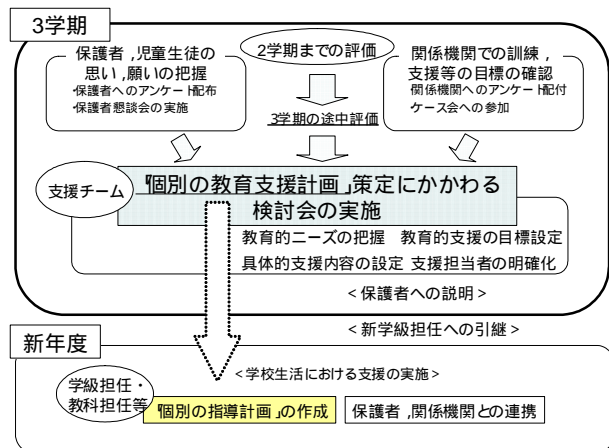 3学期
保護者,児童生徒の
思い,願いの把握
・保護者へのアンケート配布
・保護者懇談会の実施
2学期までの評価
3学期の途中評価
関係機関での訓練,
支援等の目標の確認
関係機関へのアンケート配付
ケース会への参加
支援チーム
「個別の教育支援計画」策定にかかわる
検討会の実施
教育的ニーズの把握 教育的支援の目標設定
具体的支援内容の設定 支援担当者の明確化
<保護者への説明>
<新学級担任への引継>
新年度
<学校生活における支援の実施>
学級担任・
教科担任等
「個別の指導計画」の作成
保護者,関係機関との連携